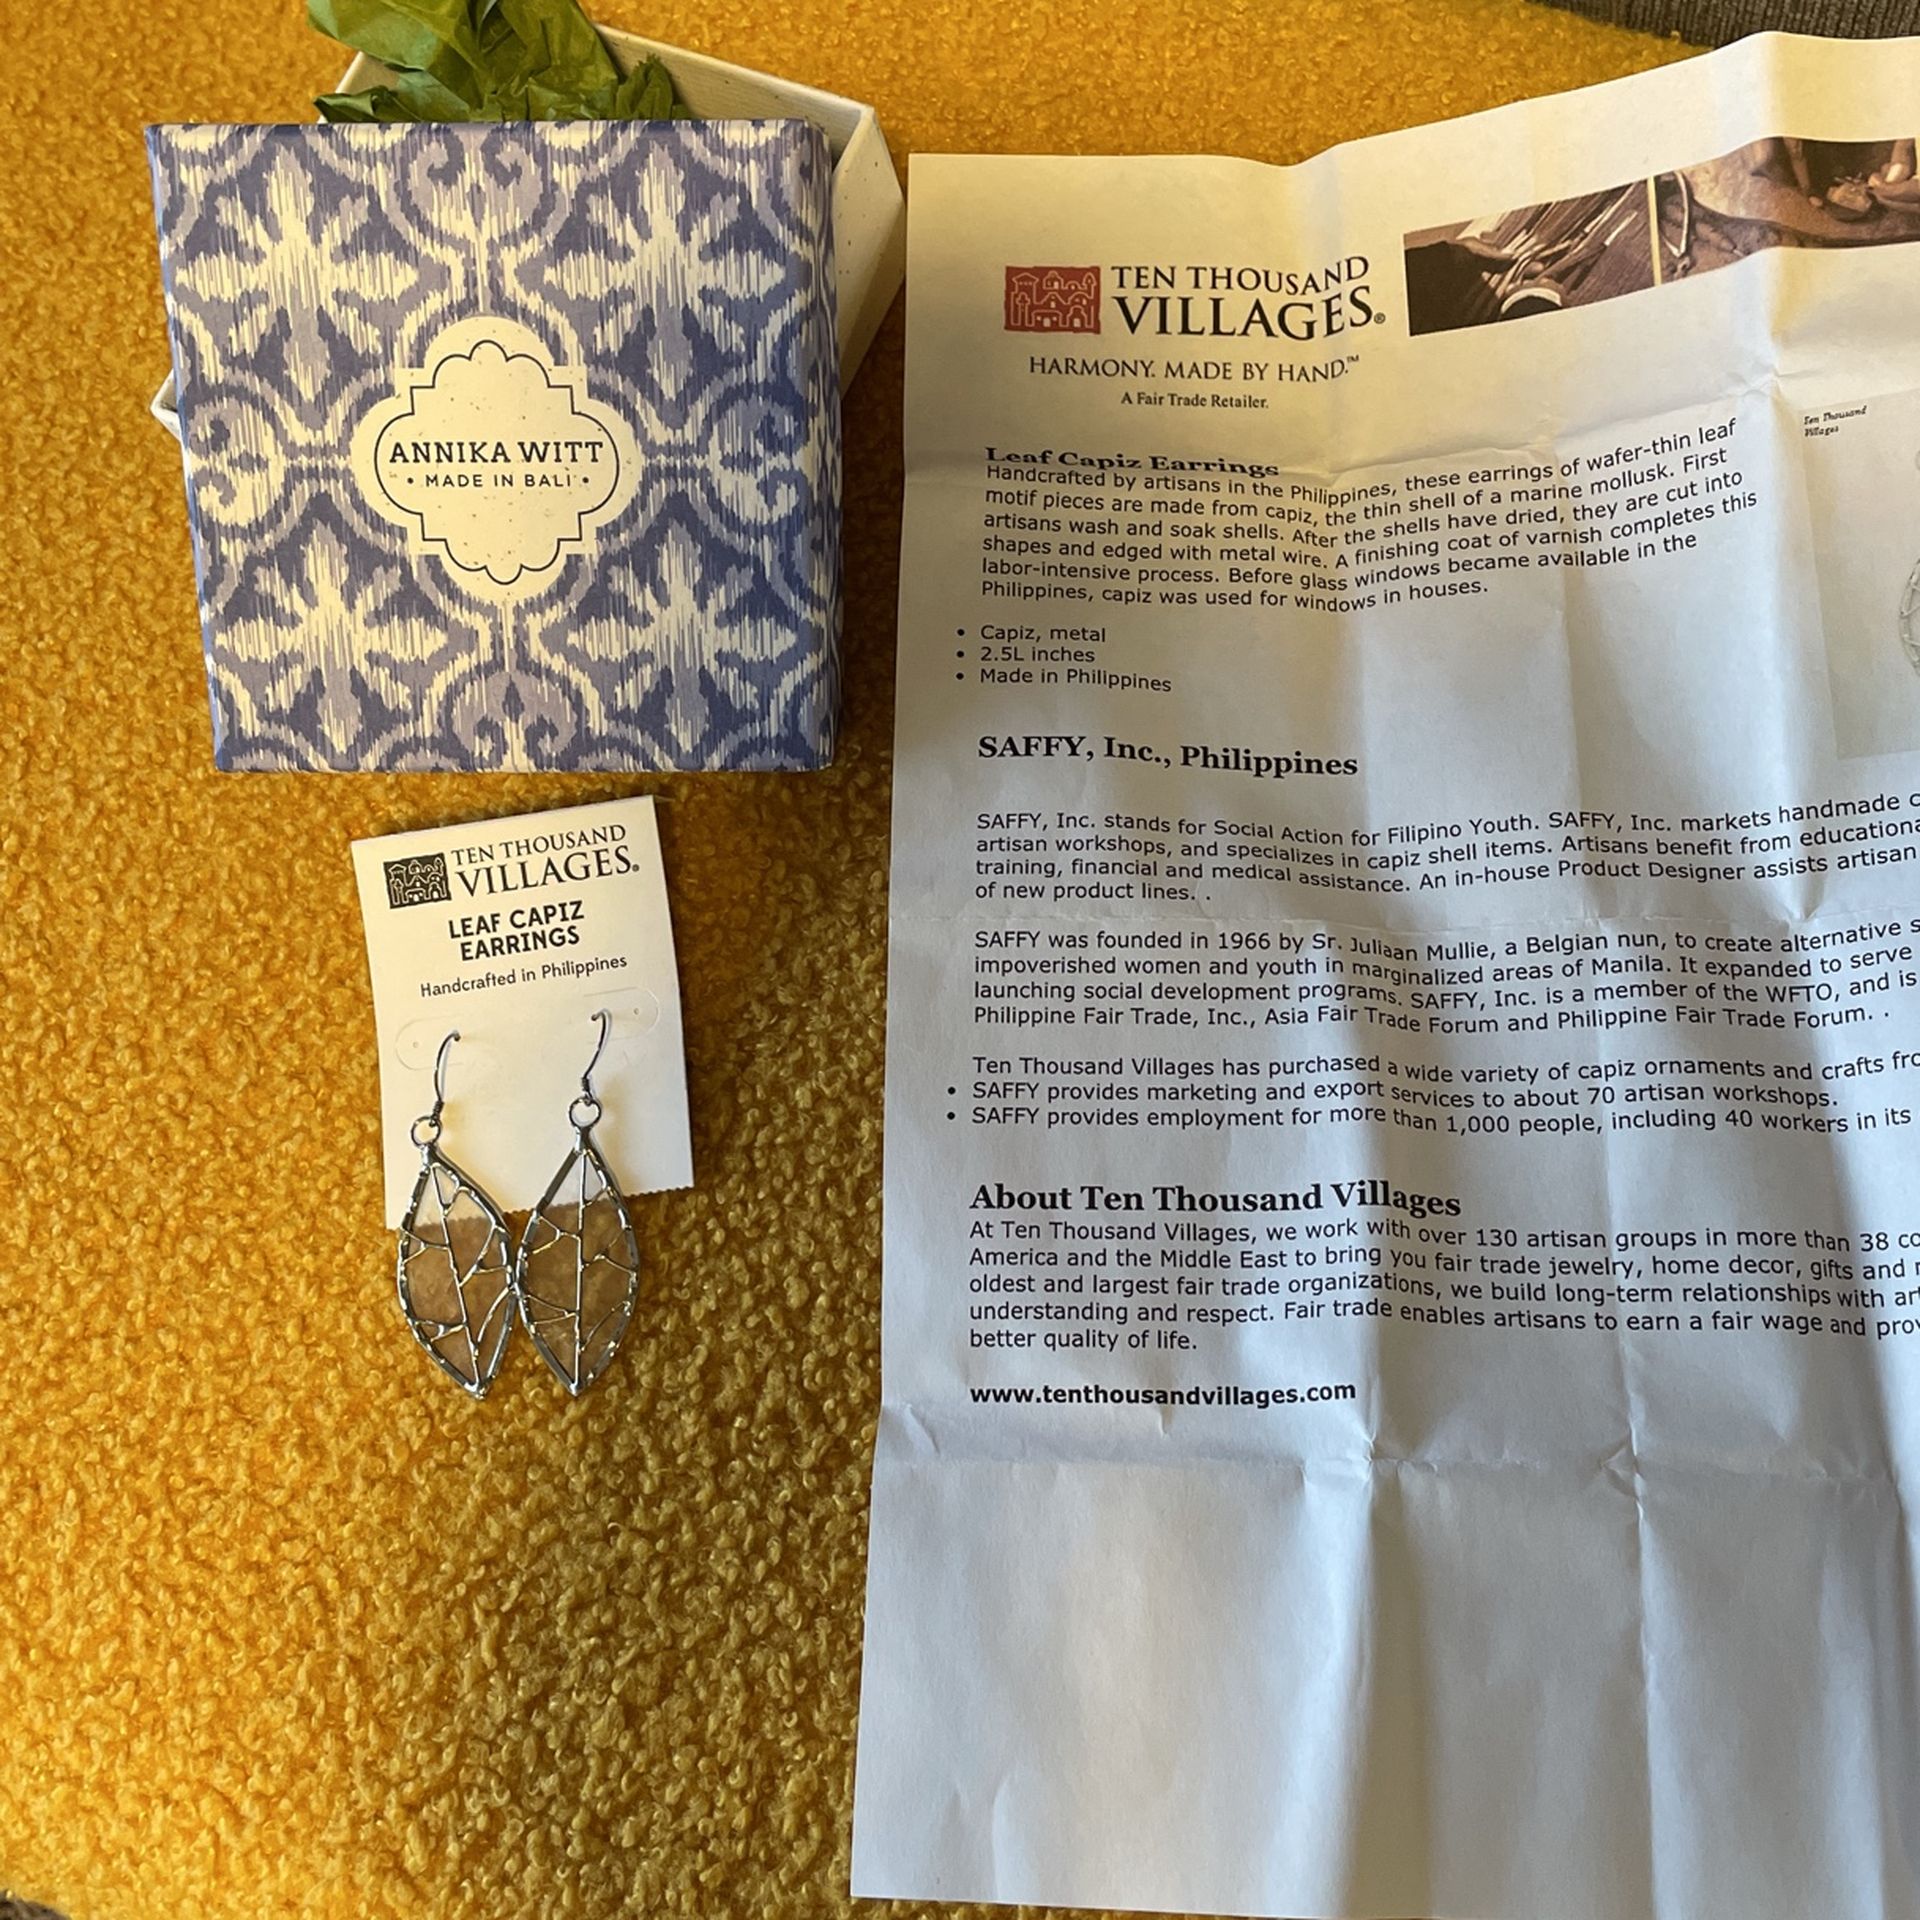 ANNIKA WITT
• MADE IN BALI •
TEN THOUSAND
VILLAGES®
LEAF CAPIZ
EARRINGS
Handcrafted in Philippines
TEN THOUSAND
VILLAGES®
HARMONY. MADE BY HAND.™
A Fair Trade Retailer.
Ten Thousand
Villages
Leaf Capiz Earrings
Handcrafted by artisans in the Philippines, these earrings of wafer-thin leaf
motif pieces are made from capiz, the thin shell of a marine mollusk. First
artisans wash and soak shells. After the shells have dried, they are cut into
shapes and edged with metal wire. A finishing coat of varnish completes this
labor-intensive process. Before glass windows became available in the
Philippines, capiz was used for windows in houses.
• Capiz, metal
• 2.5L inches
• Made in Philippines
SAFFY, Inc., Philippines
SAFFY, Inc. stands for Social Action for Filipino Youth. SAFFY, Inc. markets handmade
artisan workshops, and specializes in capiz shell items. Artisans benefit from educationa
training, financial and medical assistance. An in-house Product Designer assists artisan
of new product lines. .
SAFFY was founded in 1966 by Sr. Juliaan Mullie, a Belgian nun, to create alternative s
impoverished women and youth in marginalized areas of Manila. It expanded to serve
launching social development programs. SAFFY, Inc. is a member of the WFTO, and is
Philippine Fair Trade, Inc., Asia Fair Trade Forum and Philippine Fair Trade Forum. .
Ten Thousand Villages has purchased a wide variety of capiz ornaments and crafts fro
• SAFFY provides marketing and export services to about 70 artisan workshops.
• SAFFY provides employment for more than 1,000 people, including 40 workers in its
About Ten Thousand Villages
At Ten Thousand Villages, we work with over 130 artisan groups in more than 38 co
America and the Middle East to bring you fair trade jewelry, home decor, gifts and
oldest and largest fair trade organizations, we build long-term relationships with art
understanding and respect. Fair trade enables artisans to earn a fair wage and prov
better quality of life.
www.tenthousandvillages.com